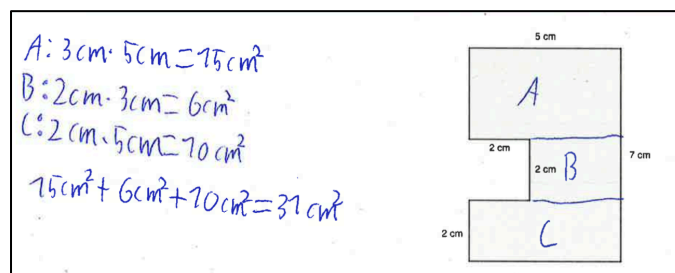 A: 3cm · 5cm = 15cm²
B: 2cm · 3cm = 6cm²
C: 2cm · 5cm = 10cm²
15cm² + 6cm² + 10cm² = 31cm²
5 cm
A
2 cm
2 cm
B
7 cm
2 cm
C